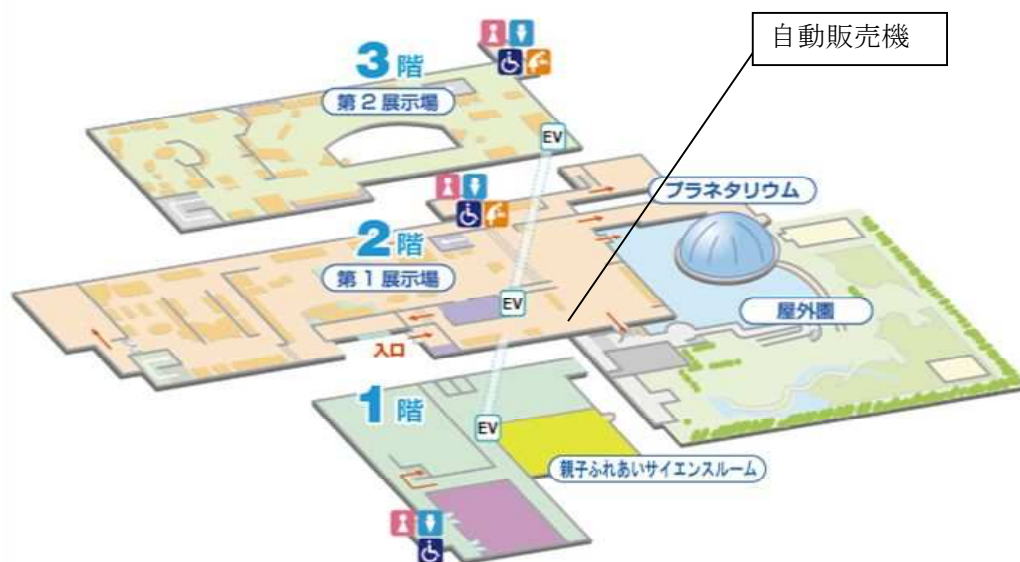 自動販売機
3階
第2展示場
EV
プラネタリウム
2階
第1展示場
EV
屋外園
入口
1階
EV
親子ふれあいサイエンスルーム